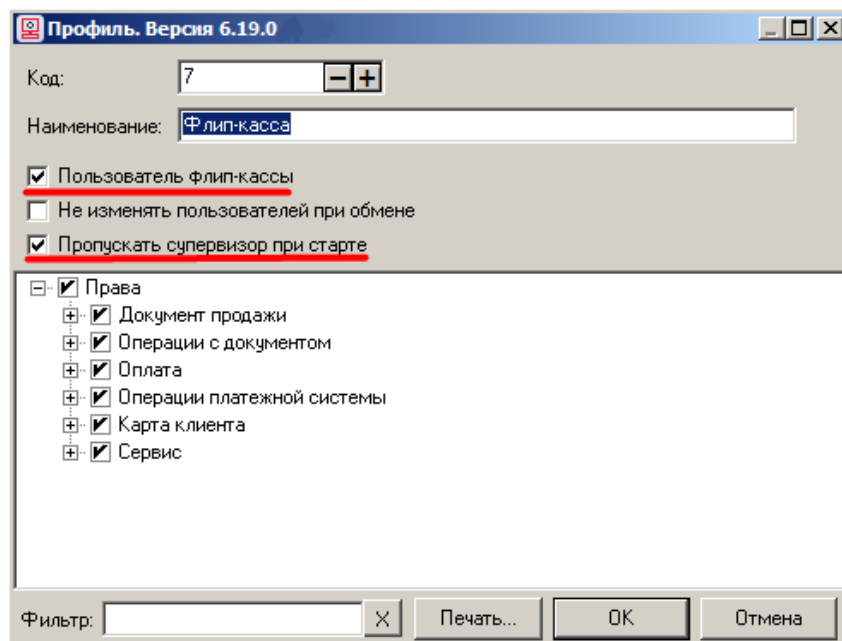 Профиль. Версия 6.19.0
Код: 7
Наименование: Флип-касса
Пользователь флип-кассы
Не изменять пользователей при обмене
Пропускать супервизор при старте
Права
Документ продажи
Операции с документом
Оплата
Операции платежной системы
Карта клиента
Сервис
Фильтр: X Печать... OK Отмена